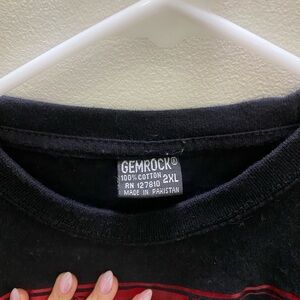 GEMROCK®
100% COTTON 2XL
RN 127810
MADE IN PAKISTAN